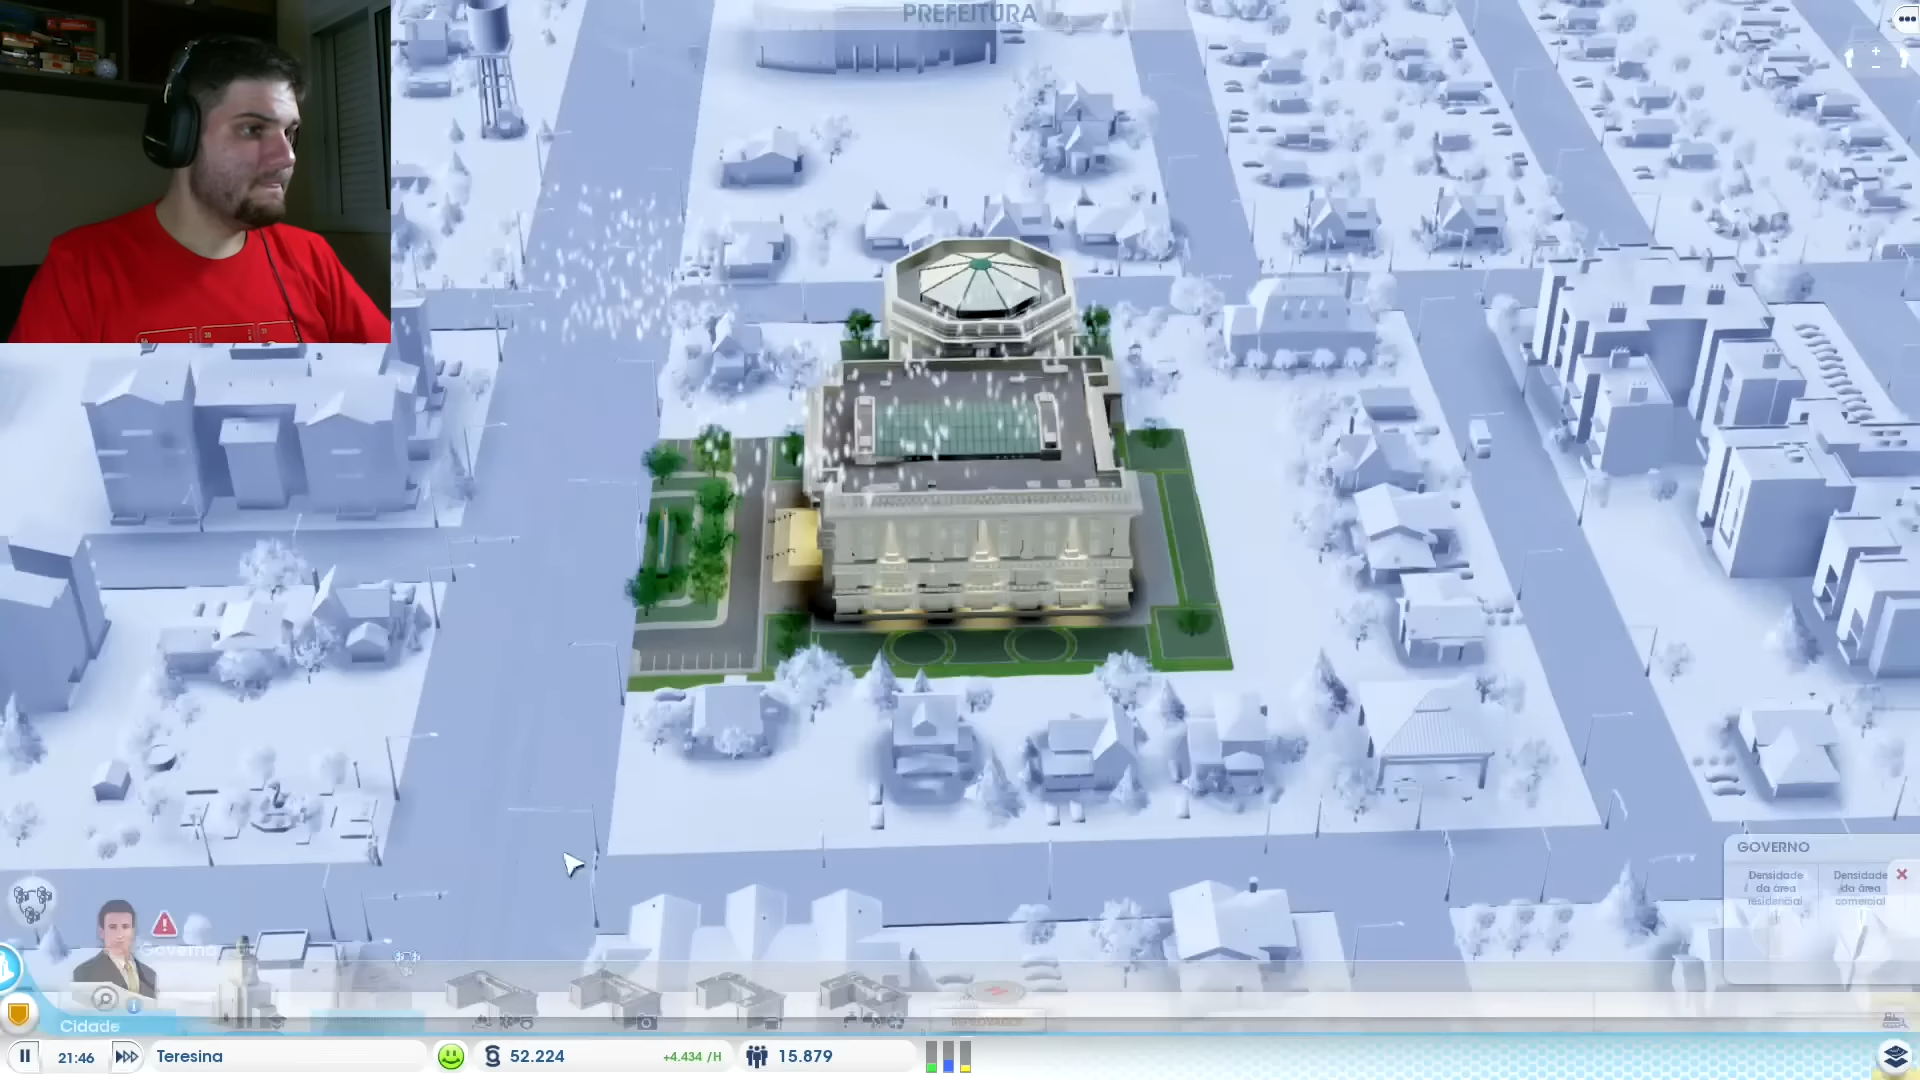 PREFEITURA
GOVERNO
Densidade
da área
residencial
Densidade
da área
comercial
Governo
Cidade
21:46
Teresina
52.224
+4.434 /H
15.879